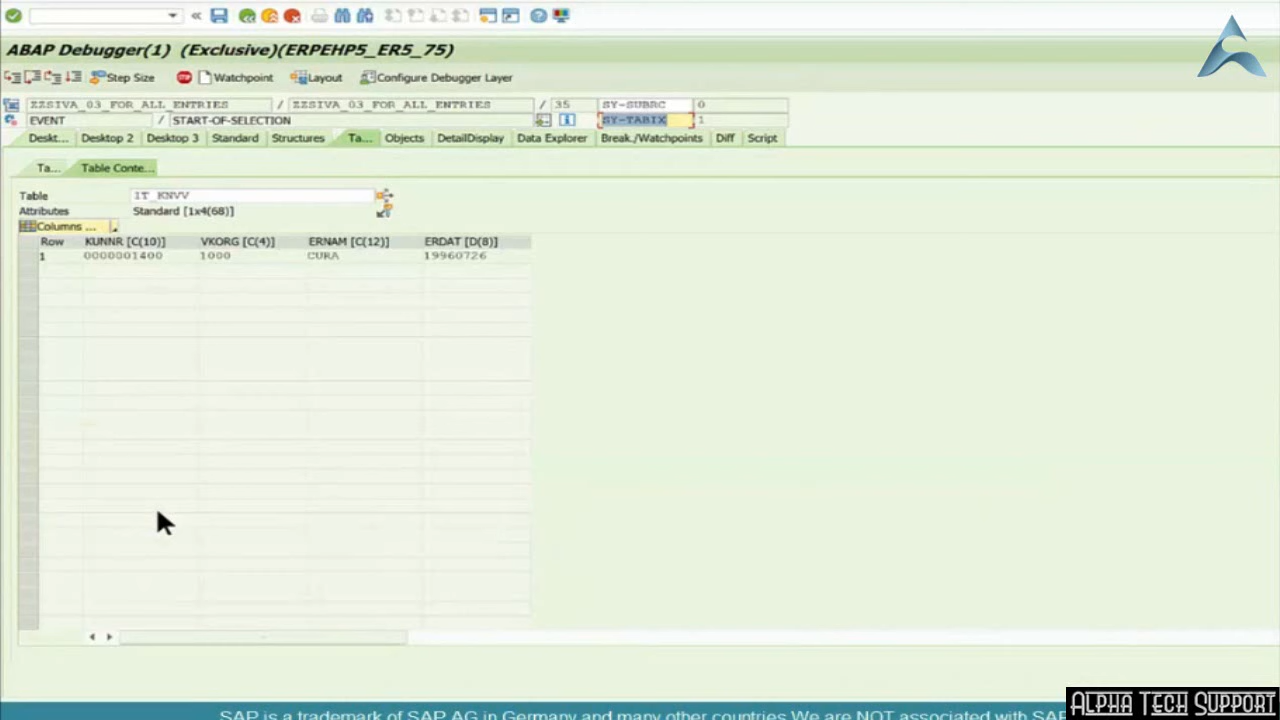 ABAP Debugger(1) (Exclusive)(ERPEHP5_ER5_75)
Step Size Watchpoint Layout Configure Debugger Layer
ZZSIVA_03_FOR_ALL_ENTRIES / ZZSIVA_03_FOR_ALL_ENTRIES / 35 SY-SUBRC 0
EVENT / START-OF-SELECTION SY-TABIX 1
Deskt... Desktop 2 Desktop 3 Standard Structures Ta... Objects DetailDisplay Data Explorer Break./Watchpoints Diff Script
Ta... Table Conte...
Table IT_KNVV
Attributes Standard [1x4(68)]
Columns ...
Row KUNNR [C(10)] VKORG [C(4)] ERNAM [C(12)] ERDAT [D(8)]
1 0000001400 1000 CURA 19960726
SAP is a trademark of SAP AG in Germany and many other countries.We are NOT associated with SAP
ALPHA TECH SUPPORT